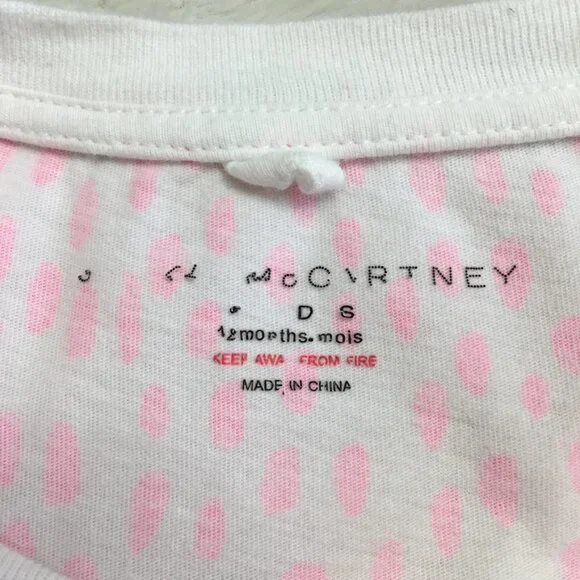 McCARTNEY
D S
12months.mois
KEEP AWA FROM FIRE
MADE IN CHINA